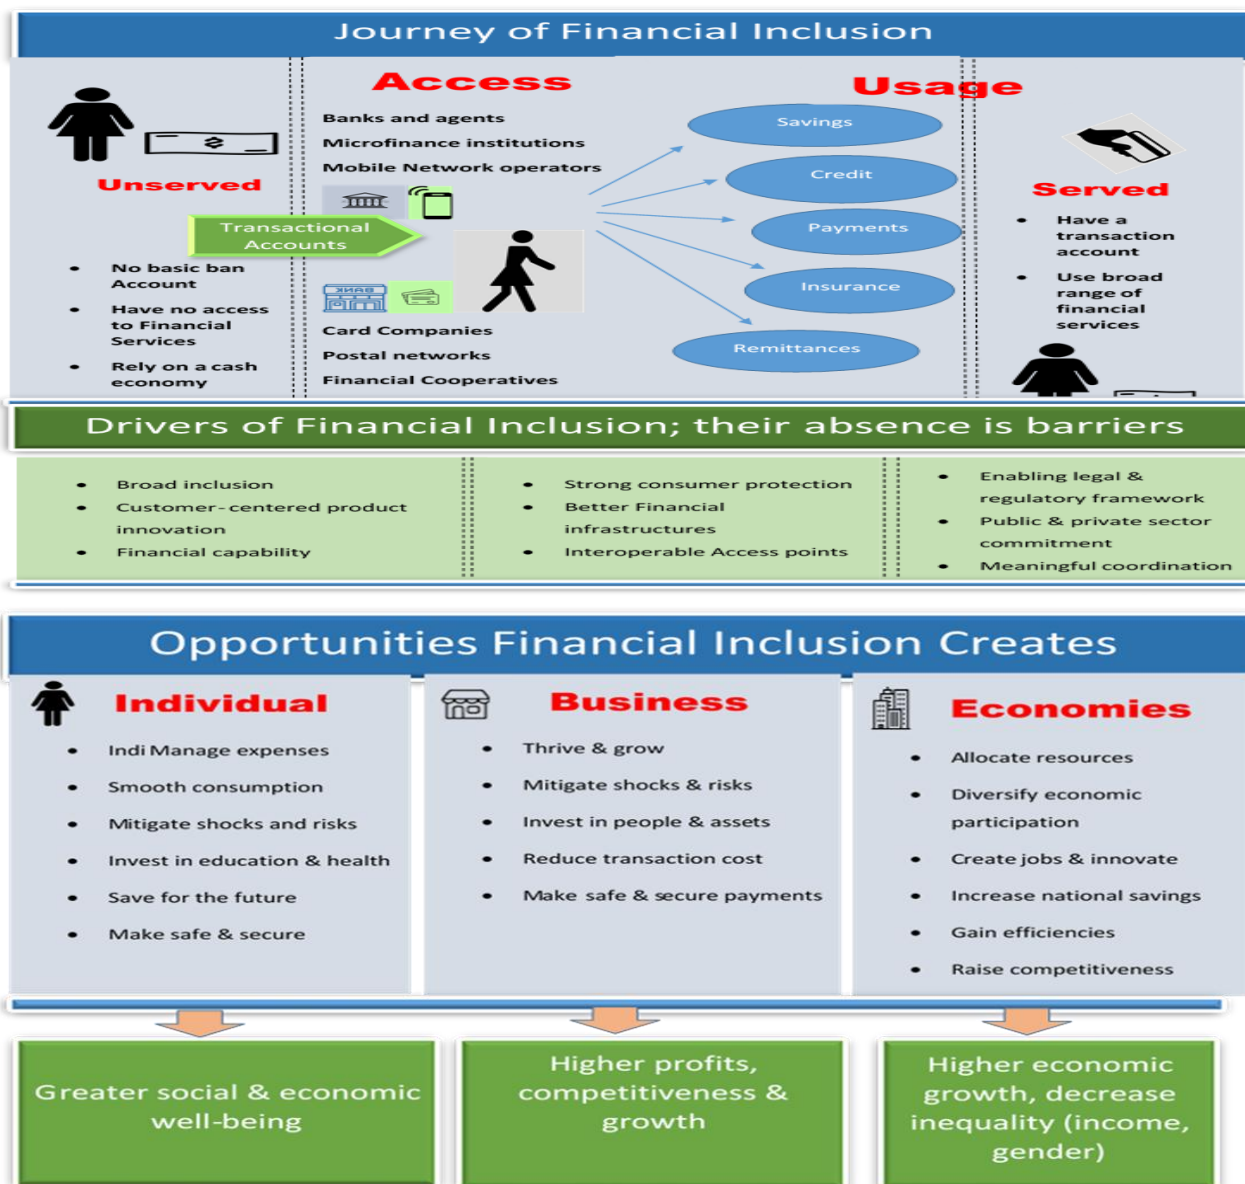 Journey of Financial Inclusion
Unserved
No basic ban
Account
Have no access
to Financial
Services
Rely on a cash
economy
Transactional
Accounts
Access
Banks and agents
Microfinance institutions
Mobile Network operators
BANK
Card Companies
Postal networks
Financial Cooperatives
Usage
Savings
Credit
Payments
Insurance
Remittances
Served
Have a
transaction
account
Use broad
range of
financial
services
Drivers of Financial Inclusion; their absence is barriers
Broad inclusion
Customer-centered product
innovation
Financial capability
Strong consumer protection
Better Financial
infrastructures
Interoperable Access points
Enabling legal &
regulatory framework
Public & private sector
commitment
Meaningful coordination
Opportunities Financial Inclusion Creates
Individual
Indi Manage expenses
Smooth consumption
Mitigate shocks and risks
Invest in education & health
Save for the future
Make safe & secure
Business
Thrive & grow
Mitigate shocks & risks
Invest in people & assets
Reduce transaction cost
Make safe & secure payments
Economies
Allocate resources
Diversify economic
participation
Create jobs & innovate
Increase national savings
Gain efficiencies
Raise competitiveness
Greater social & economic
well-being
Higher profits,
competitiveness &
growth
Higher economic
growth, decrease
inequality (income,
gender)